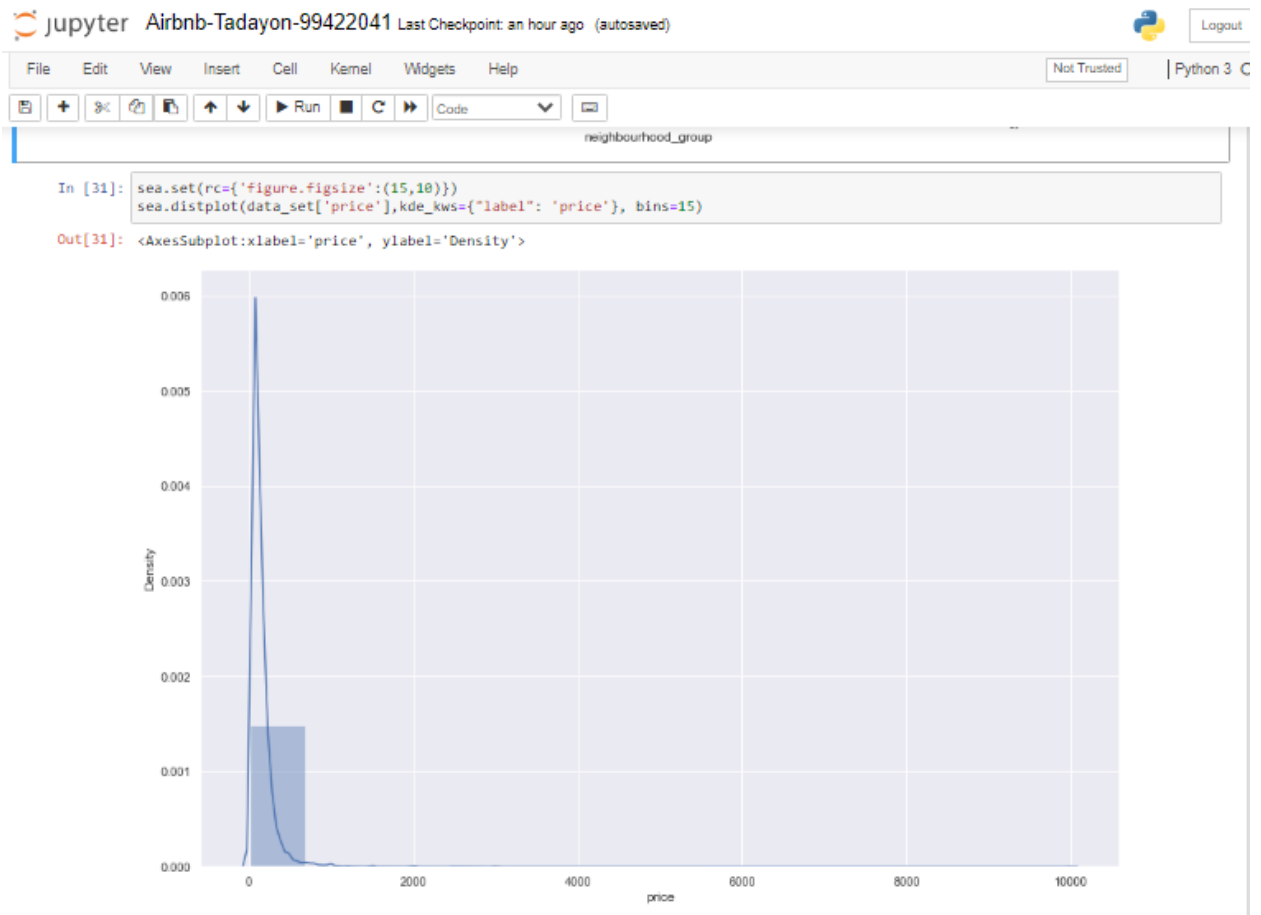 jupyter Airbnb-Tadayon-99422041 Last Checkpoint: an hour ago (autosaved)
Logout
File Edit View Insert Cell Kernel Widgets Help
Not Trusted
Python 3
Run
Code
neighbourhood_group
In [31]: sea.set(rc={'figure.figsize':(15,10)})
sea.distplot(data_set['price'],kde_kws={"label": 'price'}, bins=15)
Out[31]: <AxesSubplot:xlabel='price', ylabel='Density'>
0.006
0.005
0.004
Density
0.003
0.002
0.001
0.000
0 2000 4000 6000 8000 10000
price